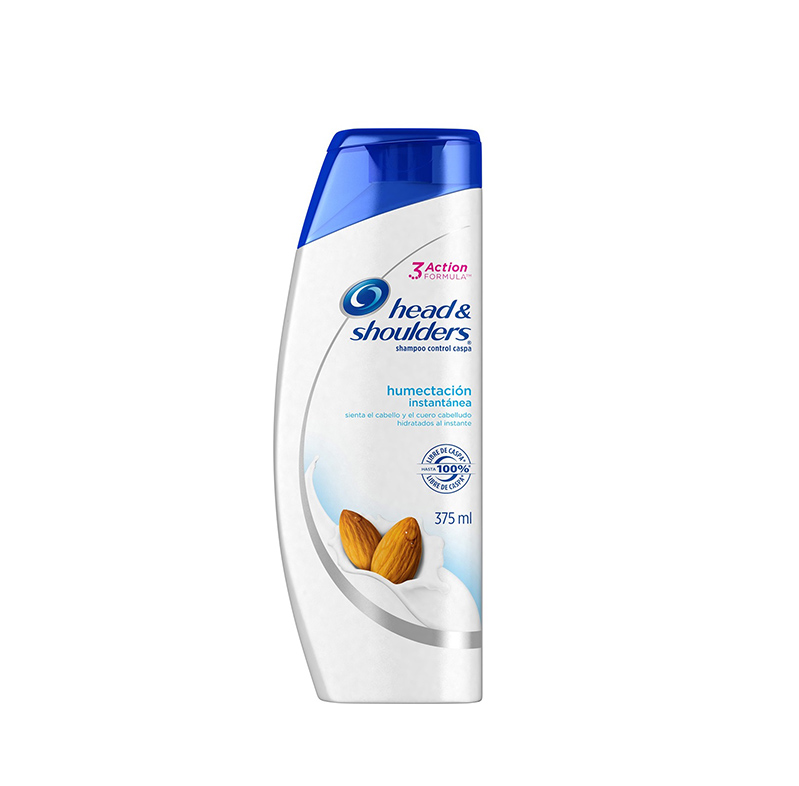 3 Action
FORMULA™
head &
shoulders®
shampoo control caspa
humectación
instantánea
sienta el cabello y el cuero cabelludo
hidratados al instante
LIBRE DE CASPA*
HASTA 100%*
LIBRE DE CASPA*
375 ml